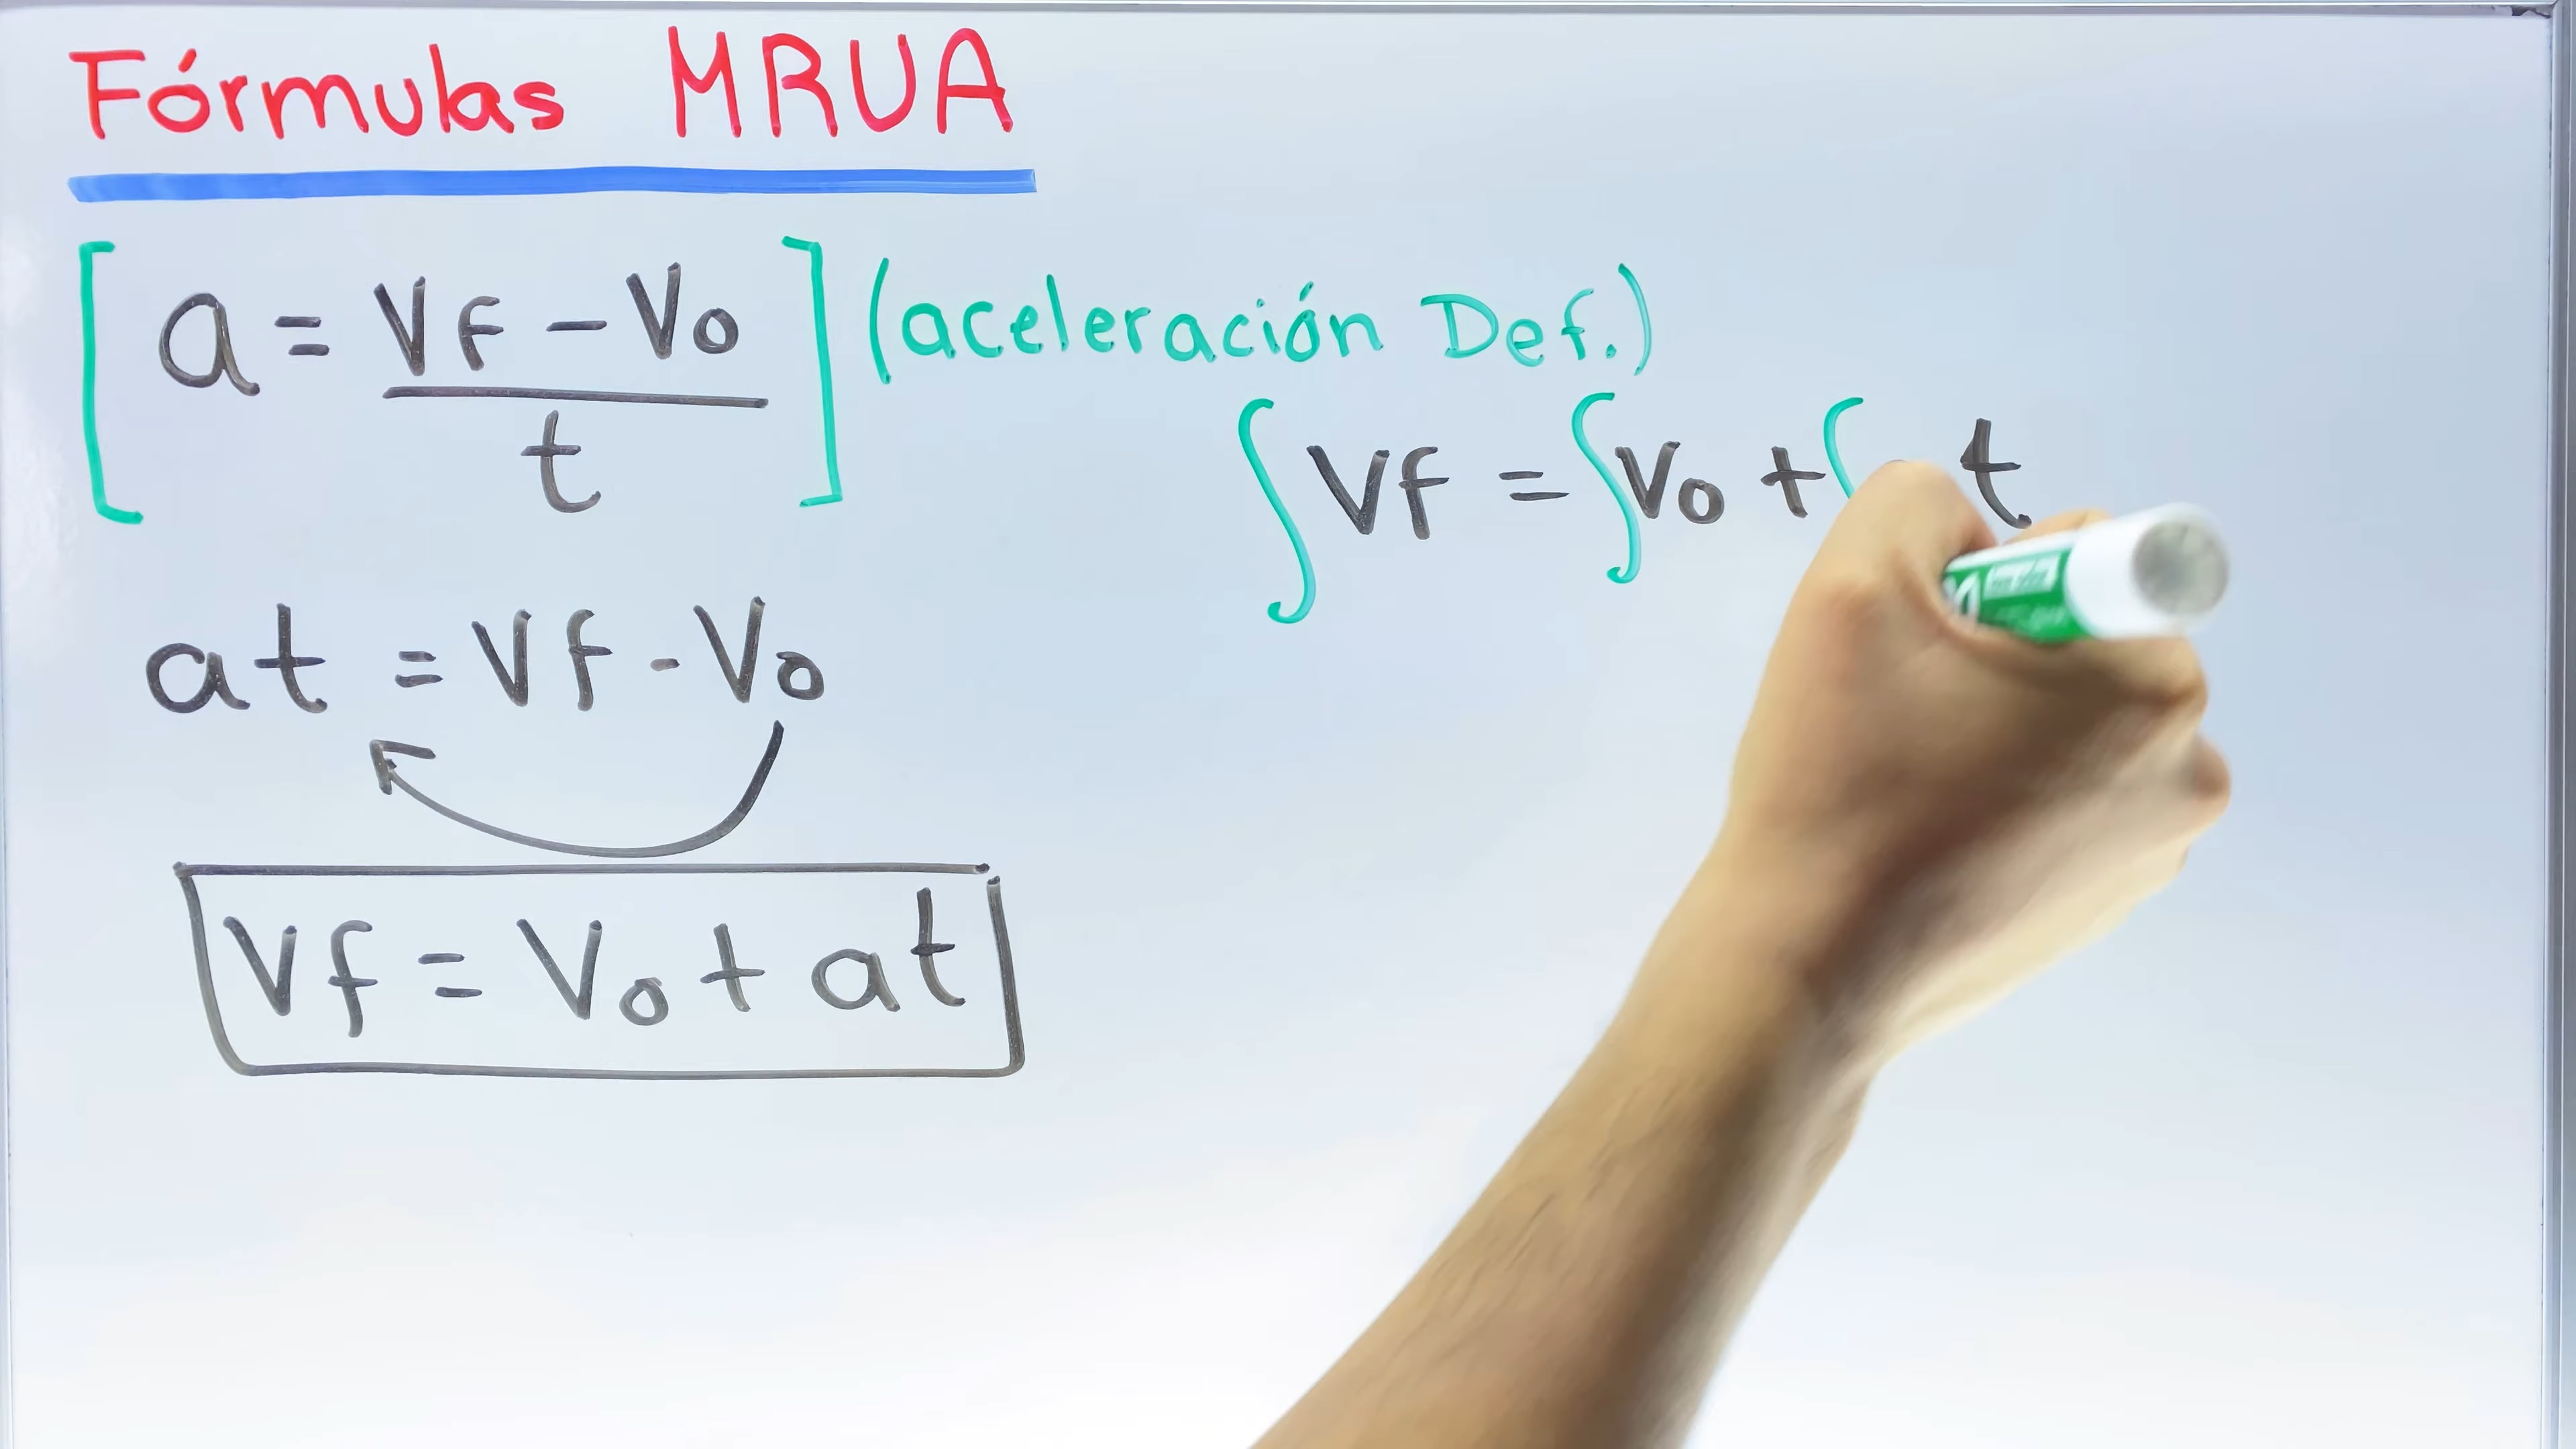 Fórmulas MRUA
a = Vf - Vo
t
(aceleración Def.)
∫Vf = ∫Vo + ∫ t
at = Vf - Vo
Vf = Vo + at